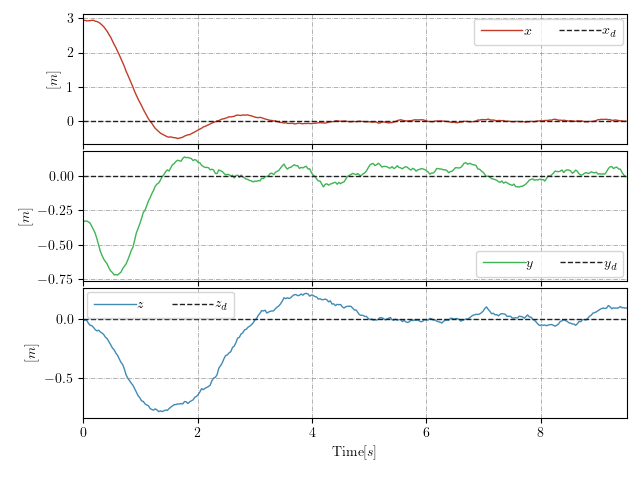 3
2
1
0
[m]
x
x_d
0.00
−0.25
−0.50
−0.75
[m]
y
y_d
0.0
−0.5
[m]
z
z_d
0 2 4 6 8
Time[s]